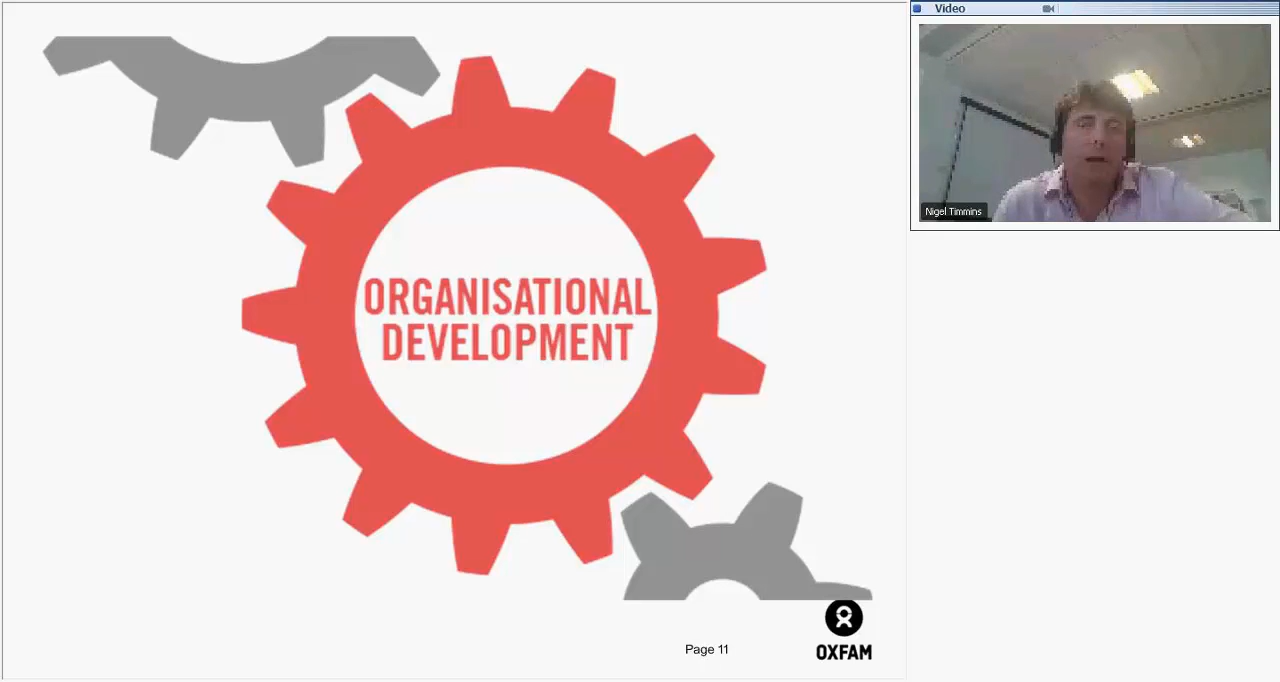 Video
Nigel Timmins
ORGANISATIONAL
DEVELOPMENT
Page 11
OXFAM